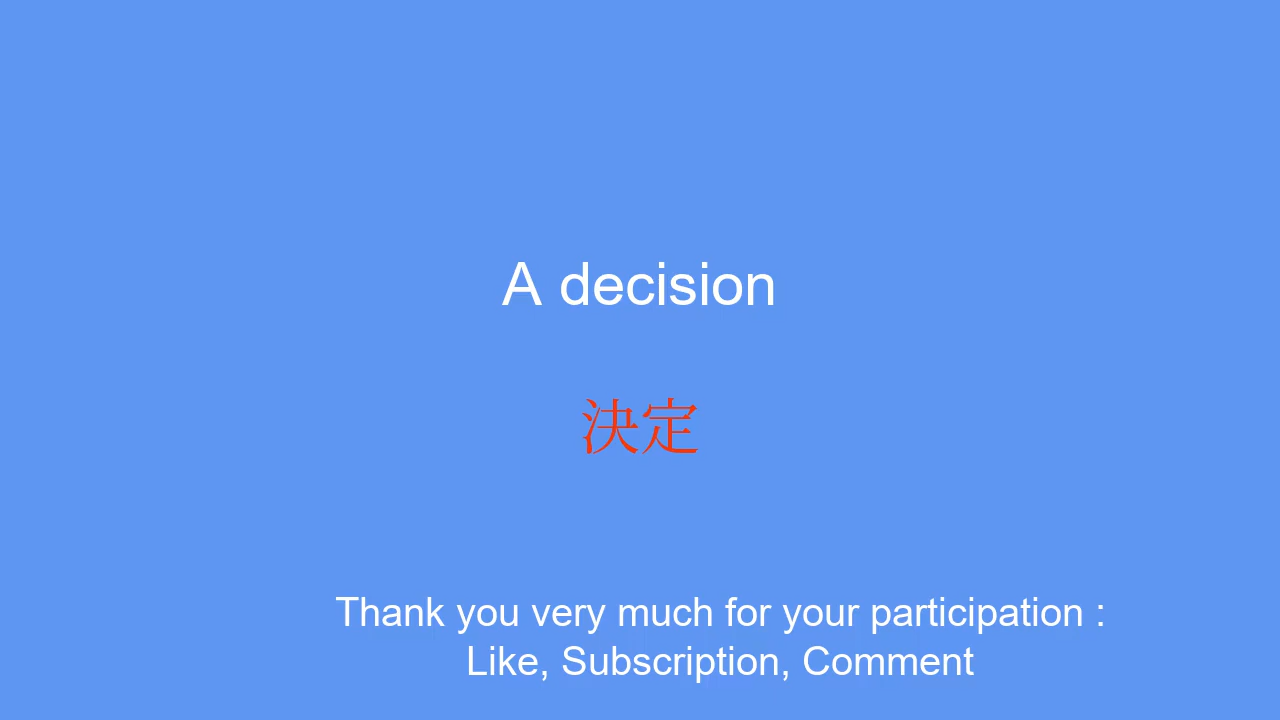 A decision
決定
Thank you very much for your participation :
Like, Subscription, Comment